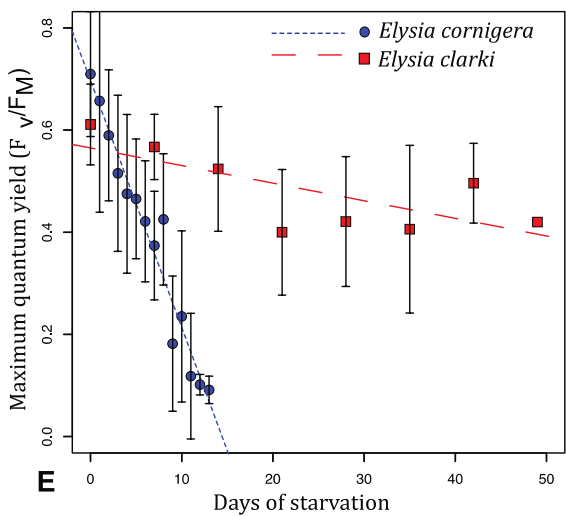 Elysia cornigera
Elysia clarki
Maximum quantum yield (F v/FM)
0.8
0.6
0.4
0.2
0.0
0 10 20 30 40 50
Days of starvation
E